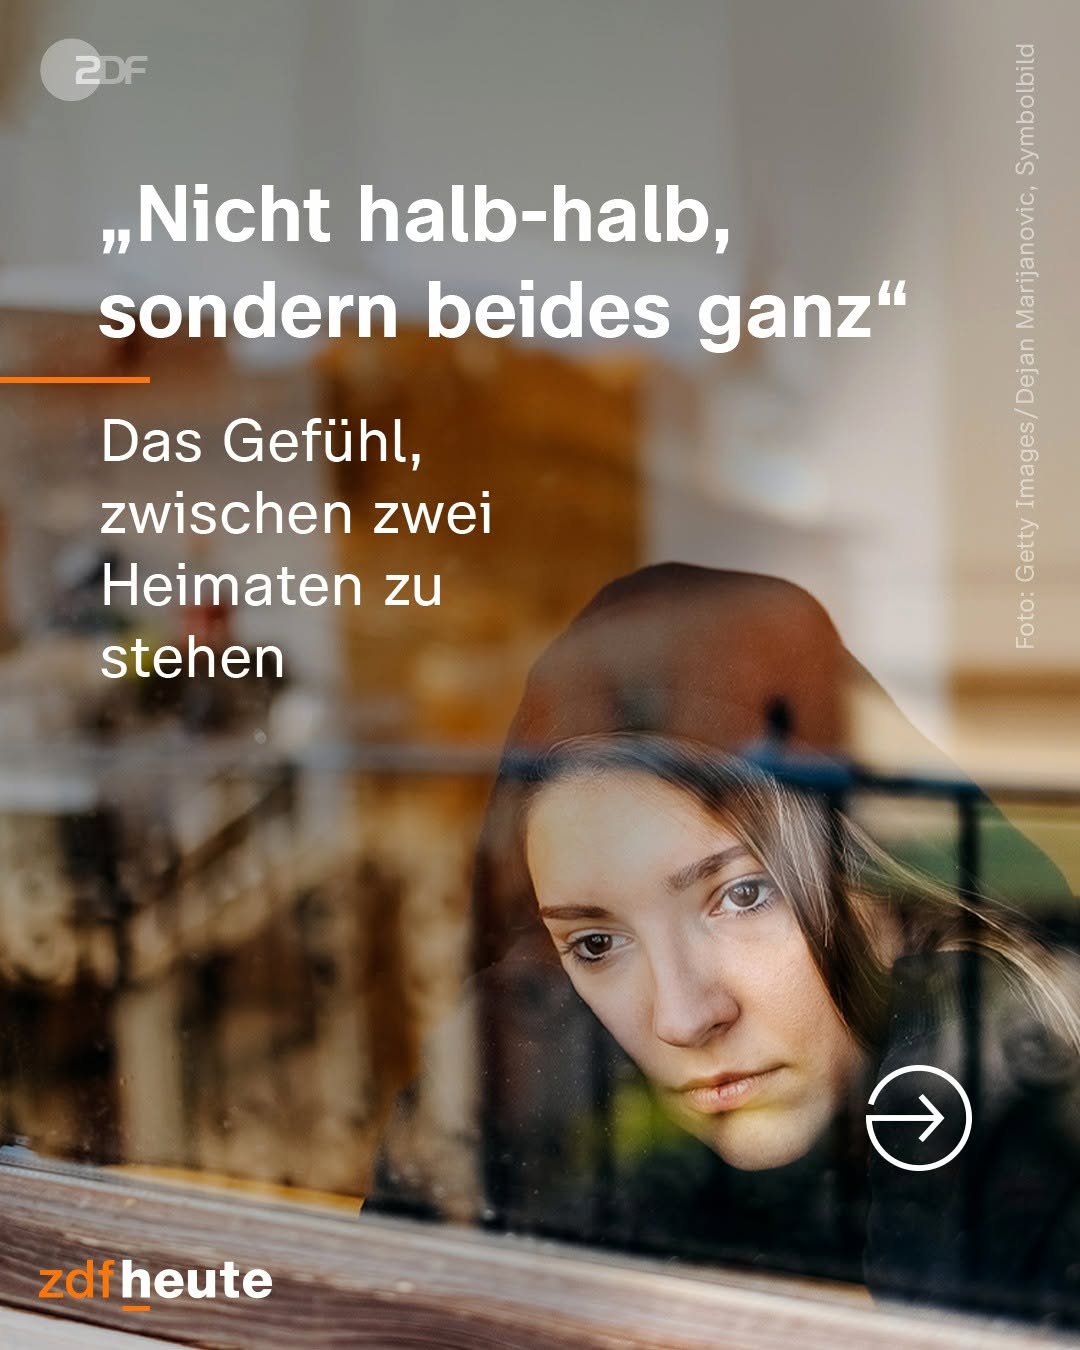 ZDF
„Nicht halb-halb,
sondern beides ganz“
Das Gefühl,
zwischen zwei
Heimaten zu
stehen
Foto: Getty Images/Dejan Marijanovic, Symbolbild
zdfheute